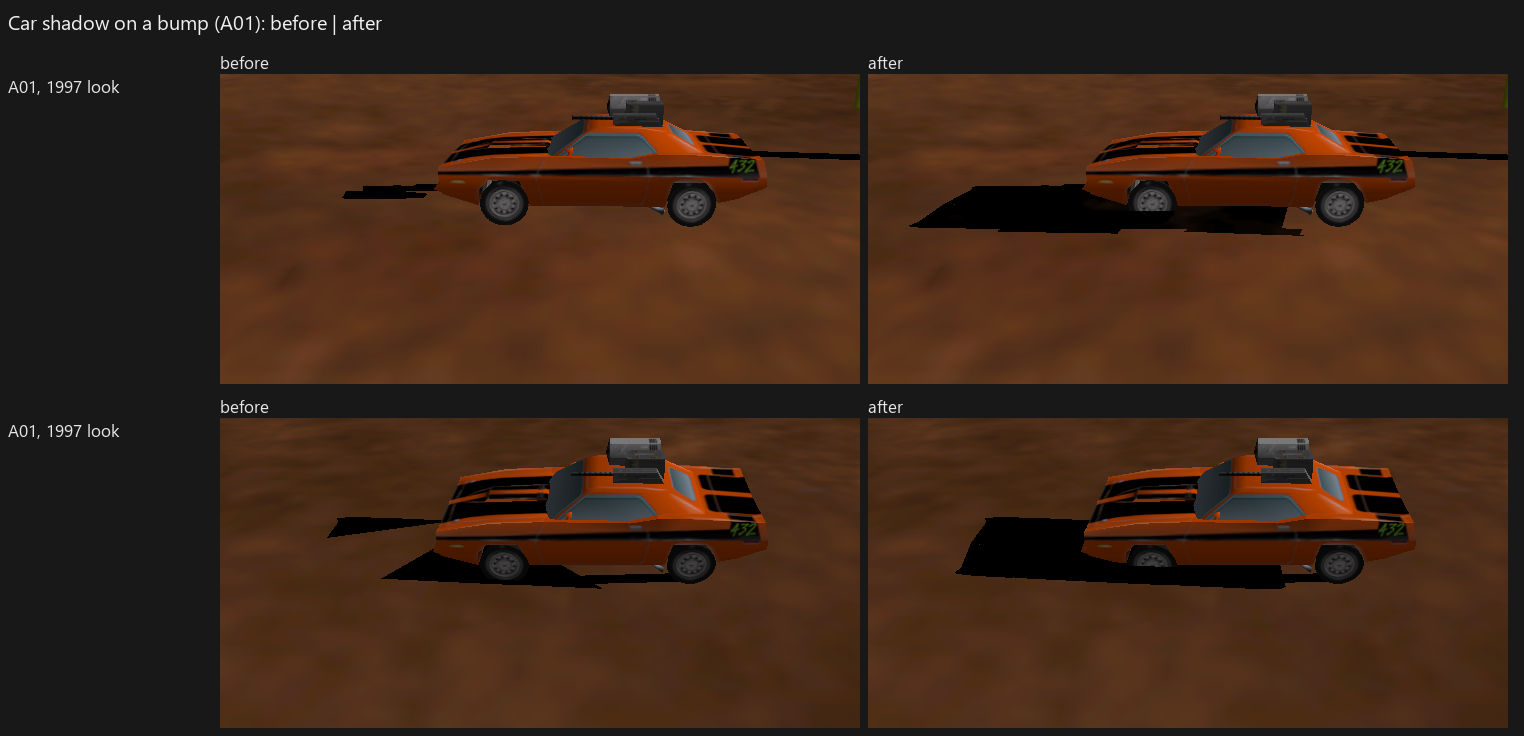 Car shadow on a bump (A01): before | after
before
after
A01, 1997 look
432
432
before
after
A01, 1997 look
432
432